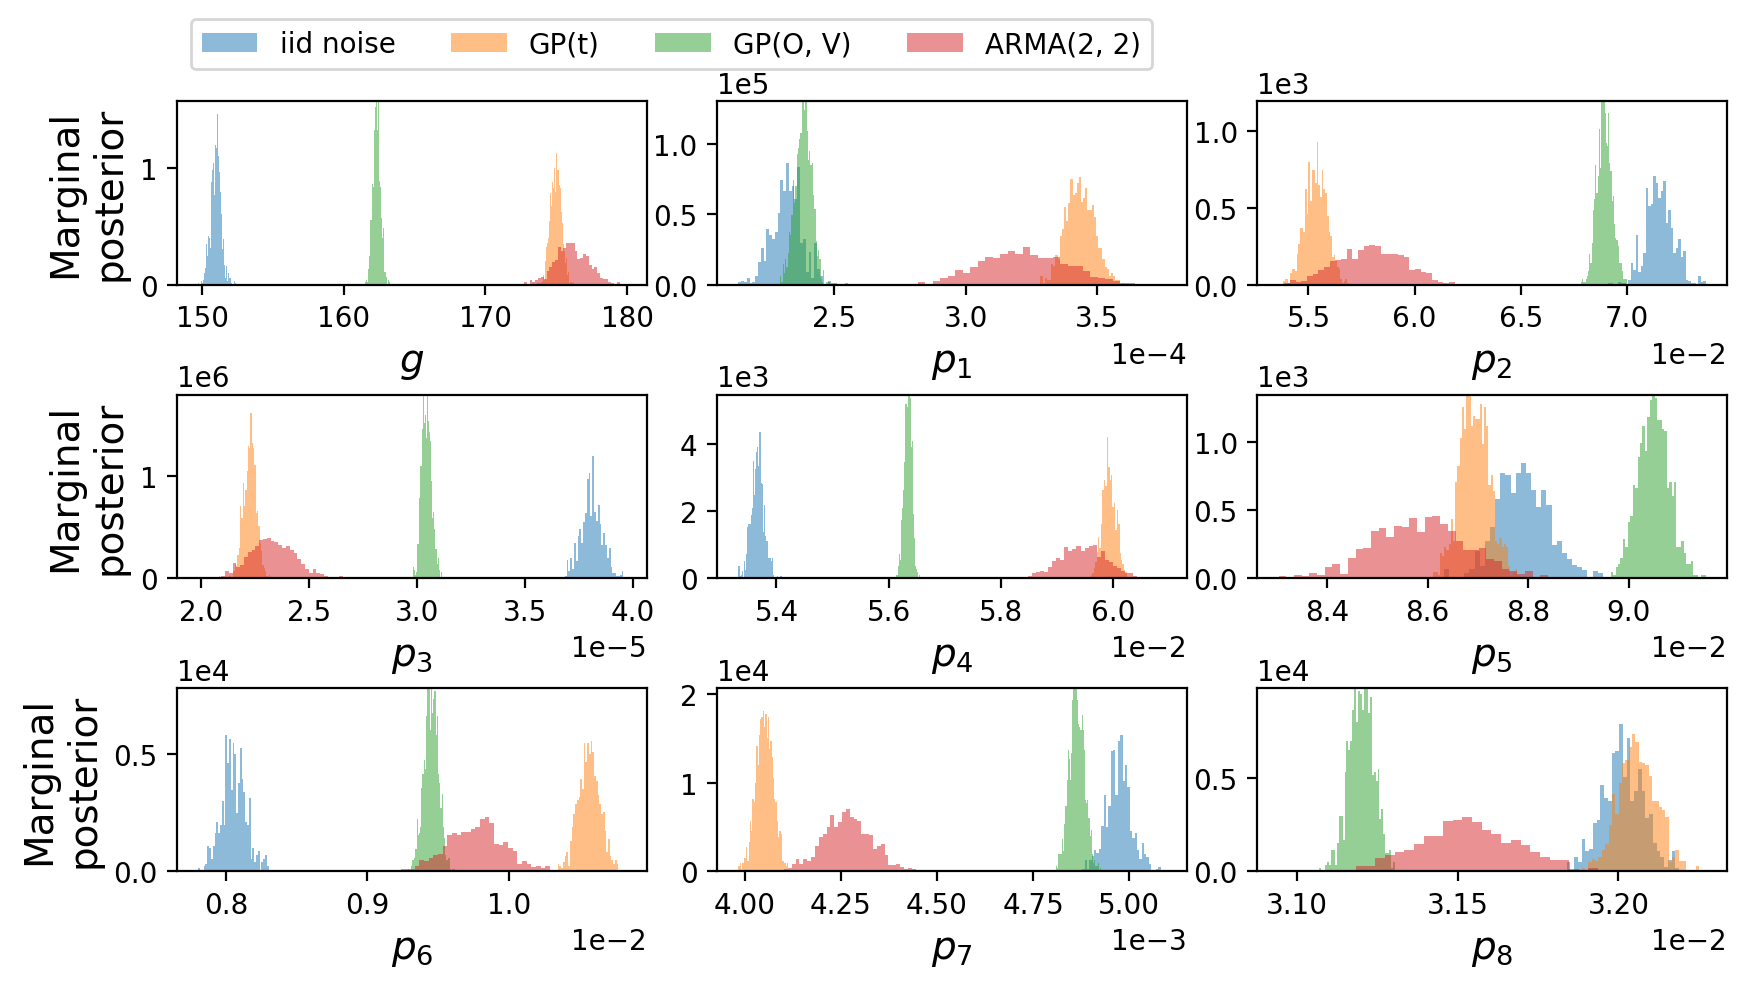 iid noise GP(t) GP(O, V) ARMA(2, 2)
1e5 1e3
Marginal
posterior
1
0
1.0
0.5
0.0
1.0
0.5
0.0
150 160 170 180
2.5 3.0 3.5
5.5 6.0 6.5 7.0
g
p1 1e−4
p2 1e−2
1e6 1e3 1e3
Marginal
posterior
1
0
4
2
0
1.0
0.5
0.0
2.0 2.5 3.0 3.5 4.0
5.4 5.6 5.8 6.0
8.4 8.6 8.8 9.0
p3 1e−5
p4 1e−2
p5 1e−2
1e4 1e4 1e4
Marginal
posterior
0.5
0.0
2
1
0
0.5
0.0
0.8 0.9 1.0
4.00 4.25 4.50 4.75 5.00
3.10 3.15 3.20
p6 1e−2
p7 1e−3
p8 1e−2